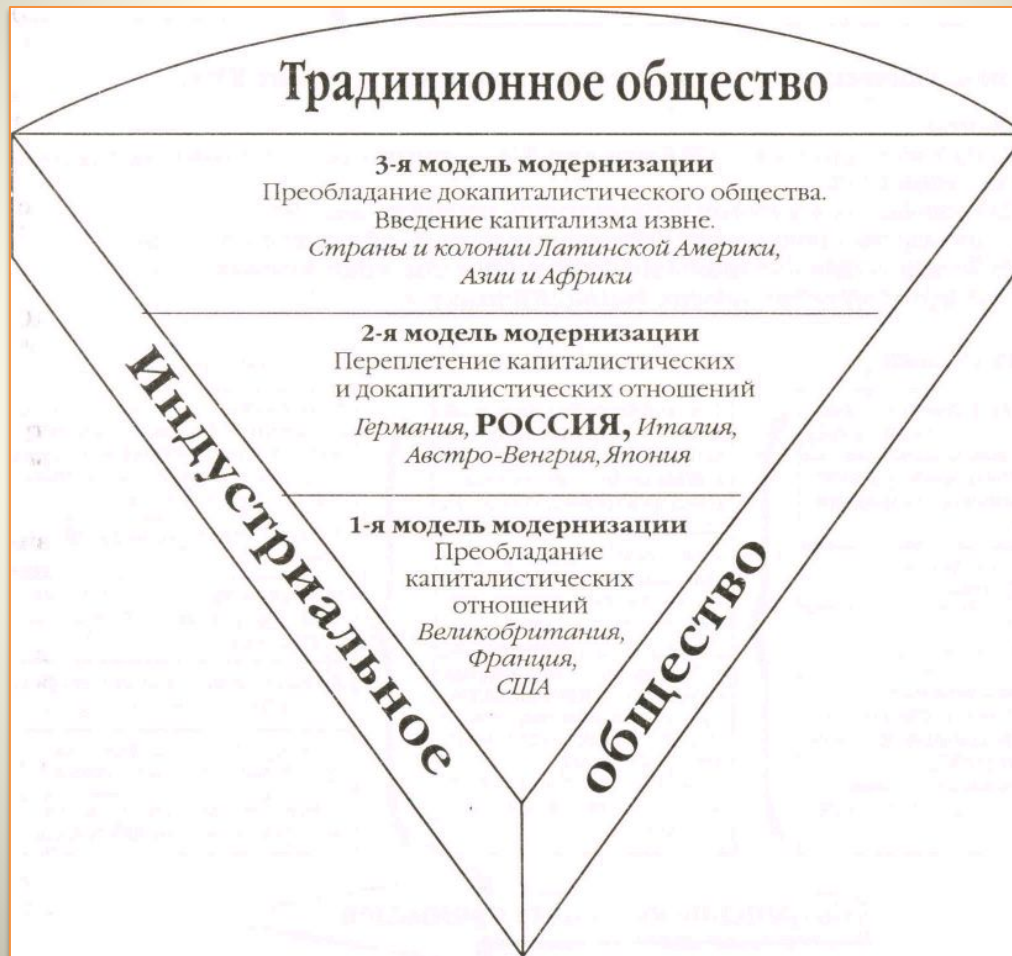 Традиционное общество
3-я модель модернизации
Преобладание докапиталистического общества.
Введение капитализма извне.
Страны и колонии Латинской Америки,
Азии и Африки
2-я модель модернизации
Переплетение капиталистических
и докапиталистических отношений
Германия, РОССИЯ, Италия,
Австро-Венгрия, Япония
1-я модель модернизации
Преобладание
капиталистических
отношений
Великобритания,
Франция,
США
Индустриальное
общество